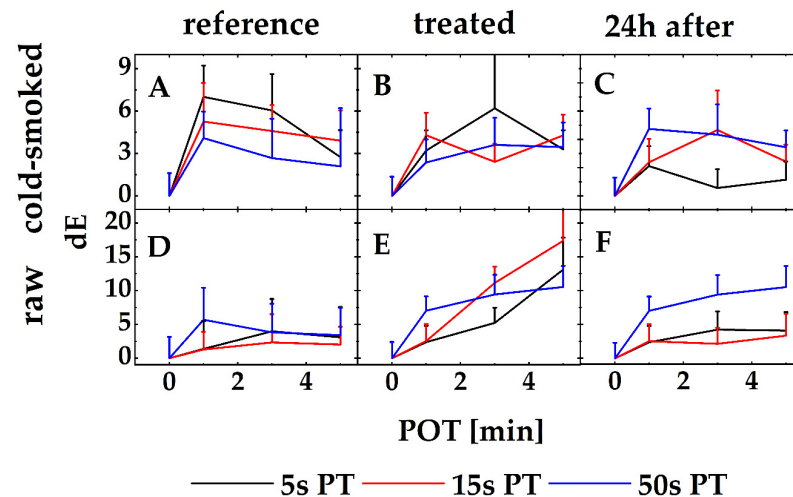 reference treated 24h after
cold-smoked
raw
dE
9
6
3
0
A
B
C
20
15
10
5
0
D
E
F
0 2 4 0 2 4 0 2 4
POT [min]
5s PT 15s PT 50s PT